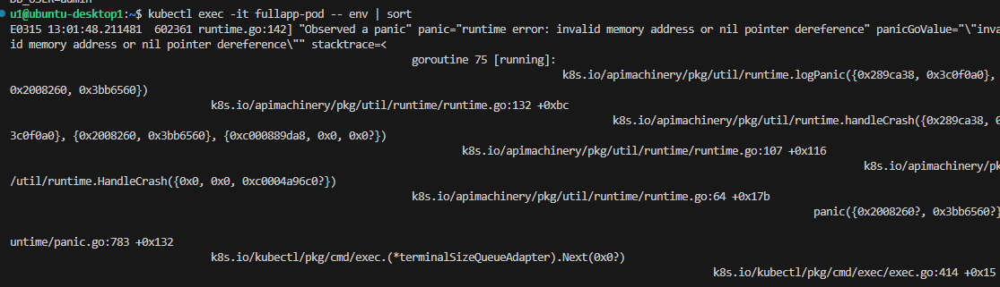 DB_USER=admin
u1@ubuntu-desktop1:~$ kubectl exec -it fullapp-pod -- env | sort
E0315 13:01:48.211481  602361 runtime.go:142] "Observed a panic" panic="runtime error: invalid memory address or nil pointer dereference" panicGoValue="\"inva
id memory address or nil pointer dereference\"" stacktrace=<
goroutine 75 [running]:
k8s.io/apimachinery/pkg/util/runtime.logPanic({0x289ca38, 0x3c0f0a0},
0x2008260, 0x3bb6560})
k8s.io/apimachinery/pkg/util/runtime/runtime.go:132 +0xbc
k8s.io/apimachinery/pkg/util/runtime.handleCrash({0x289ca38, 0
3c0f0a0}, {0x2008260, 0x3bb6560}, {0xc000889da8, 0x0, 0x0?})
k8s.io/apimachinery/pkg/util/runtime/runtime.go:107 +0x116
k8s.io/apimachinery/pk
/util/runtime.HandleCrash({0x0, 0x0, 0xc0004a96c0?})
k8s.io/apimachinery/pkg/util/runtime/runtime.go:64 +0x17b
panic({0x2008260?, 0x3bb6560?}
untime/panic.go:783 +0x132
k8s.io/kubectl/pkg/cmd/exec.(*terminalSizeQueueAdapter).Next(0x0?)
k8s.io/kubectl/pkg/cmd/exec/exec.go:414 +0x15